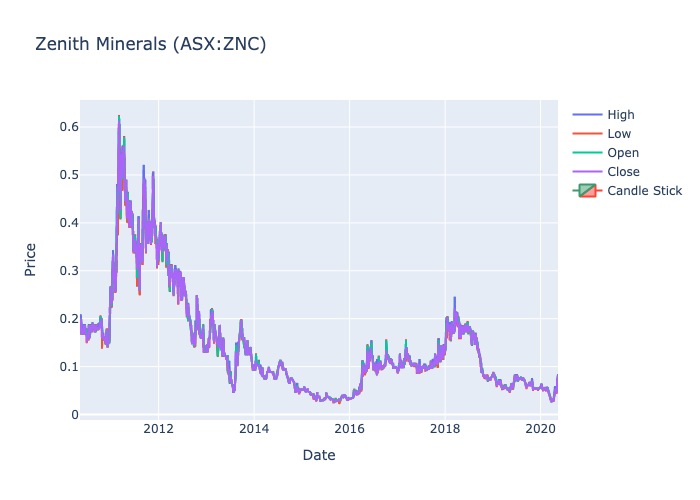 Zenith Minerals (ASX:ZNC)
High
Low
Open
Close
Candle Stick
0.6
0.5
0.4
0.3
0.2
0.1
0
Price
2012 2014 2016 2018 2020
Date